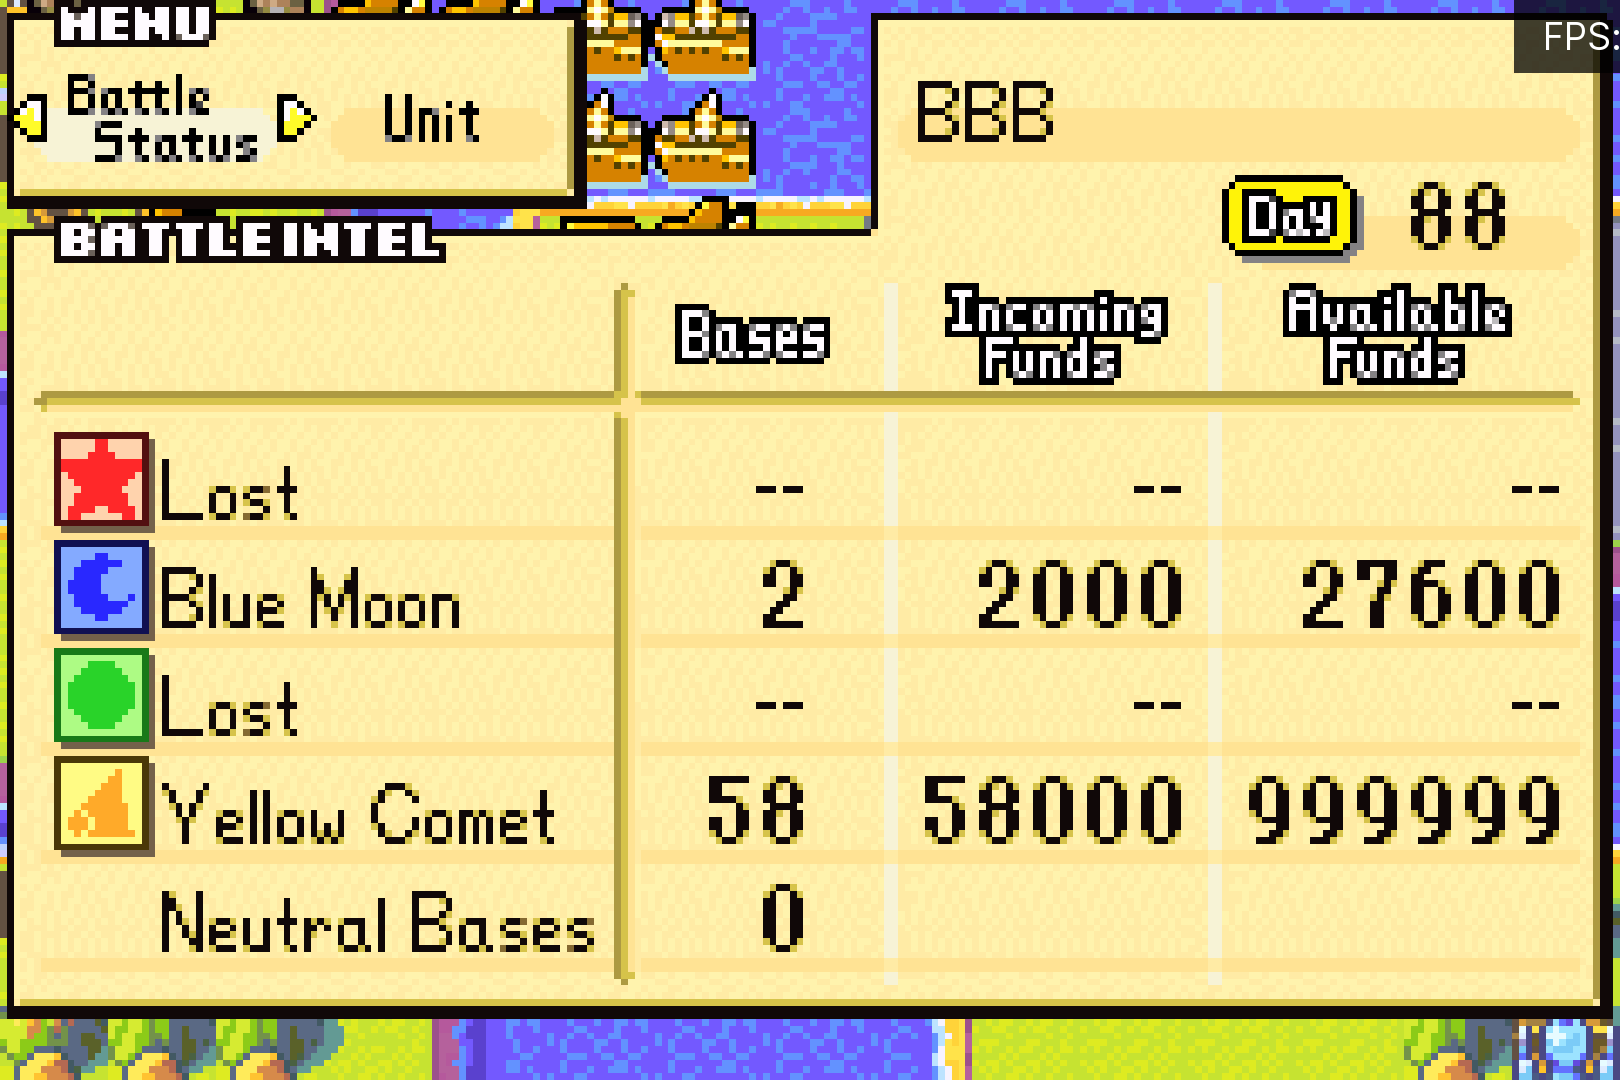 MENU
FPS:
Battle
Status
Unit
BBB
Day 88
BATTLE INTEL
Bases Incoming Funds Available Funds
Lost -- -- --
Blue Moon 2 2000 27600
Lost -- -- --
Yellow Comet 58 58000 999999
Neutral Bases 0